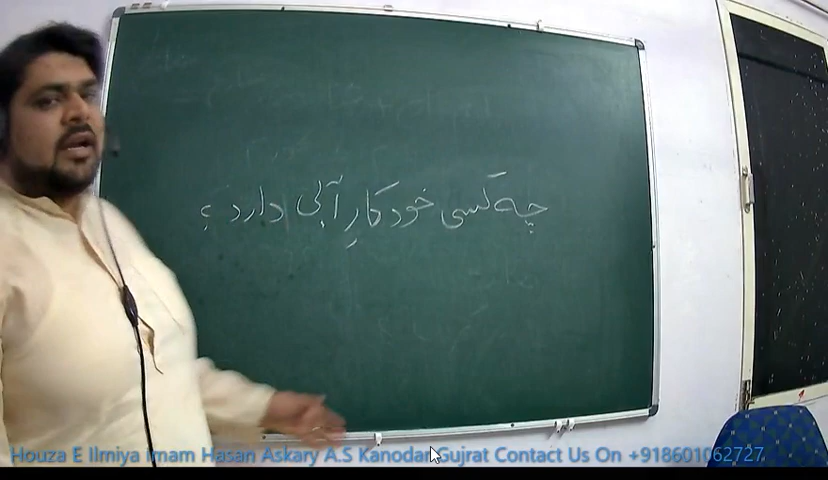 چه کسی خودکارِ آبی دارد ؟
Houza E Ilmiya Imam Hasan Askary A.S Kanodar Gujrat Contact Us On +918601062727